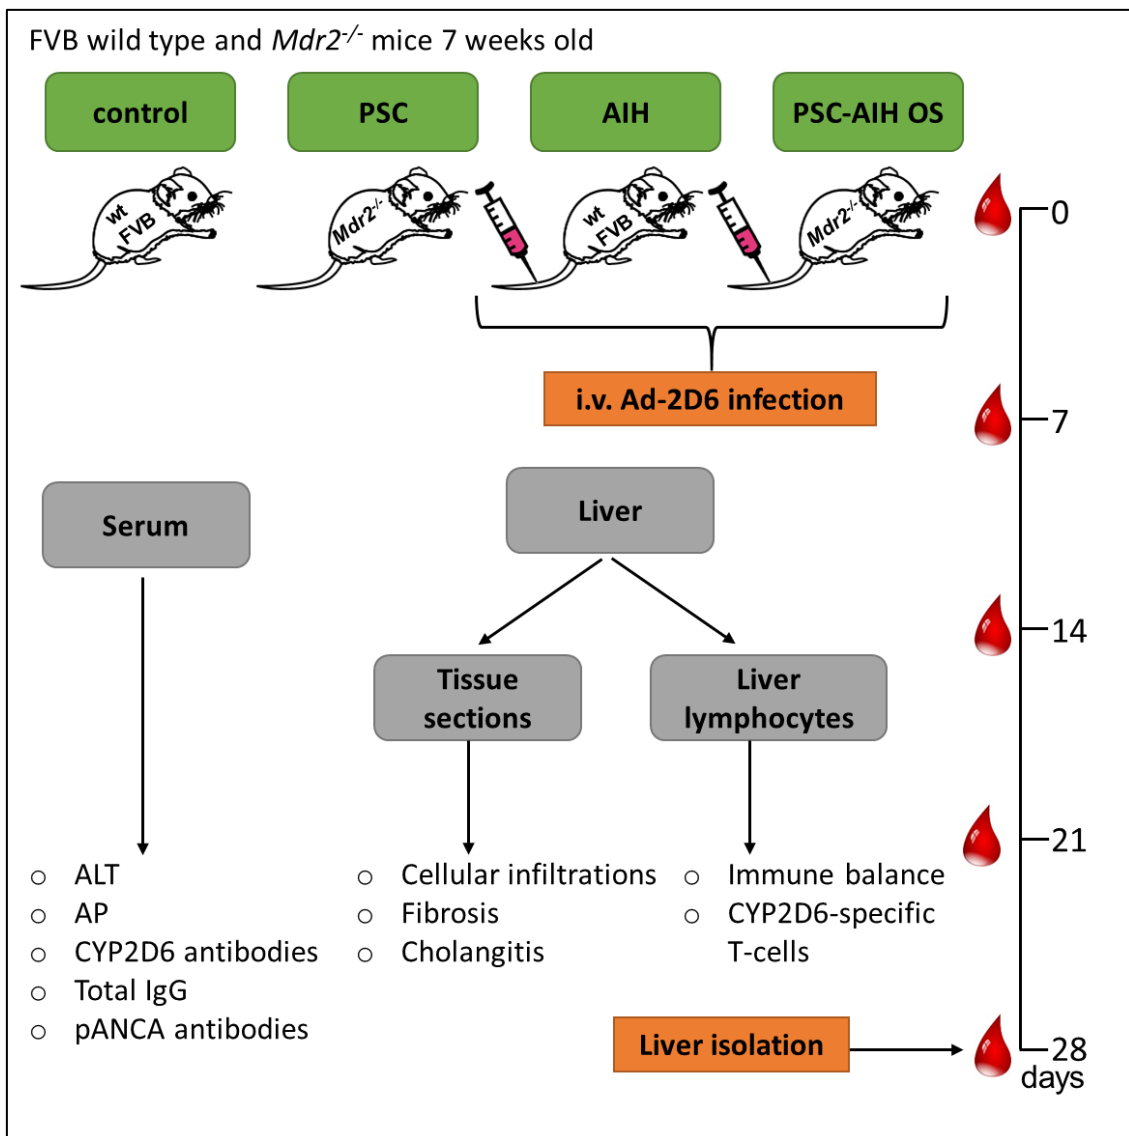 FVB wild type and Mdr2-/- mice 7 weeks old
control
PSC
AIH
PSC-AIH OS
wt
FVB
Mdr2-/-
wt
FVB
Mdr2-/-
0
i.v. Ad-2D6 infection
7
Serum
Liver
14
Tissue
sections
Liver
lymphocytes
21
○ ALT
○ AP
○ CYP2D6 antibodies
○ Total IgG
○ pANCA antibodies
○ Cellular infiltrations
○ Fibrosis
○ Cholangitis
○ Immune balance
○ CYP2D6-specific
T-cells
Liver isolation
28
days